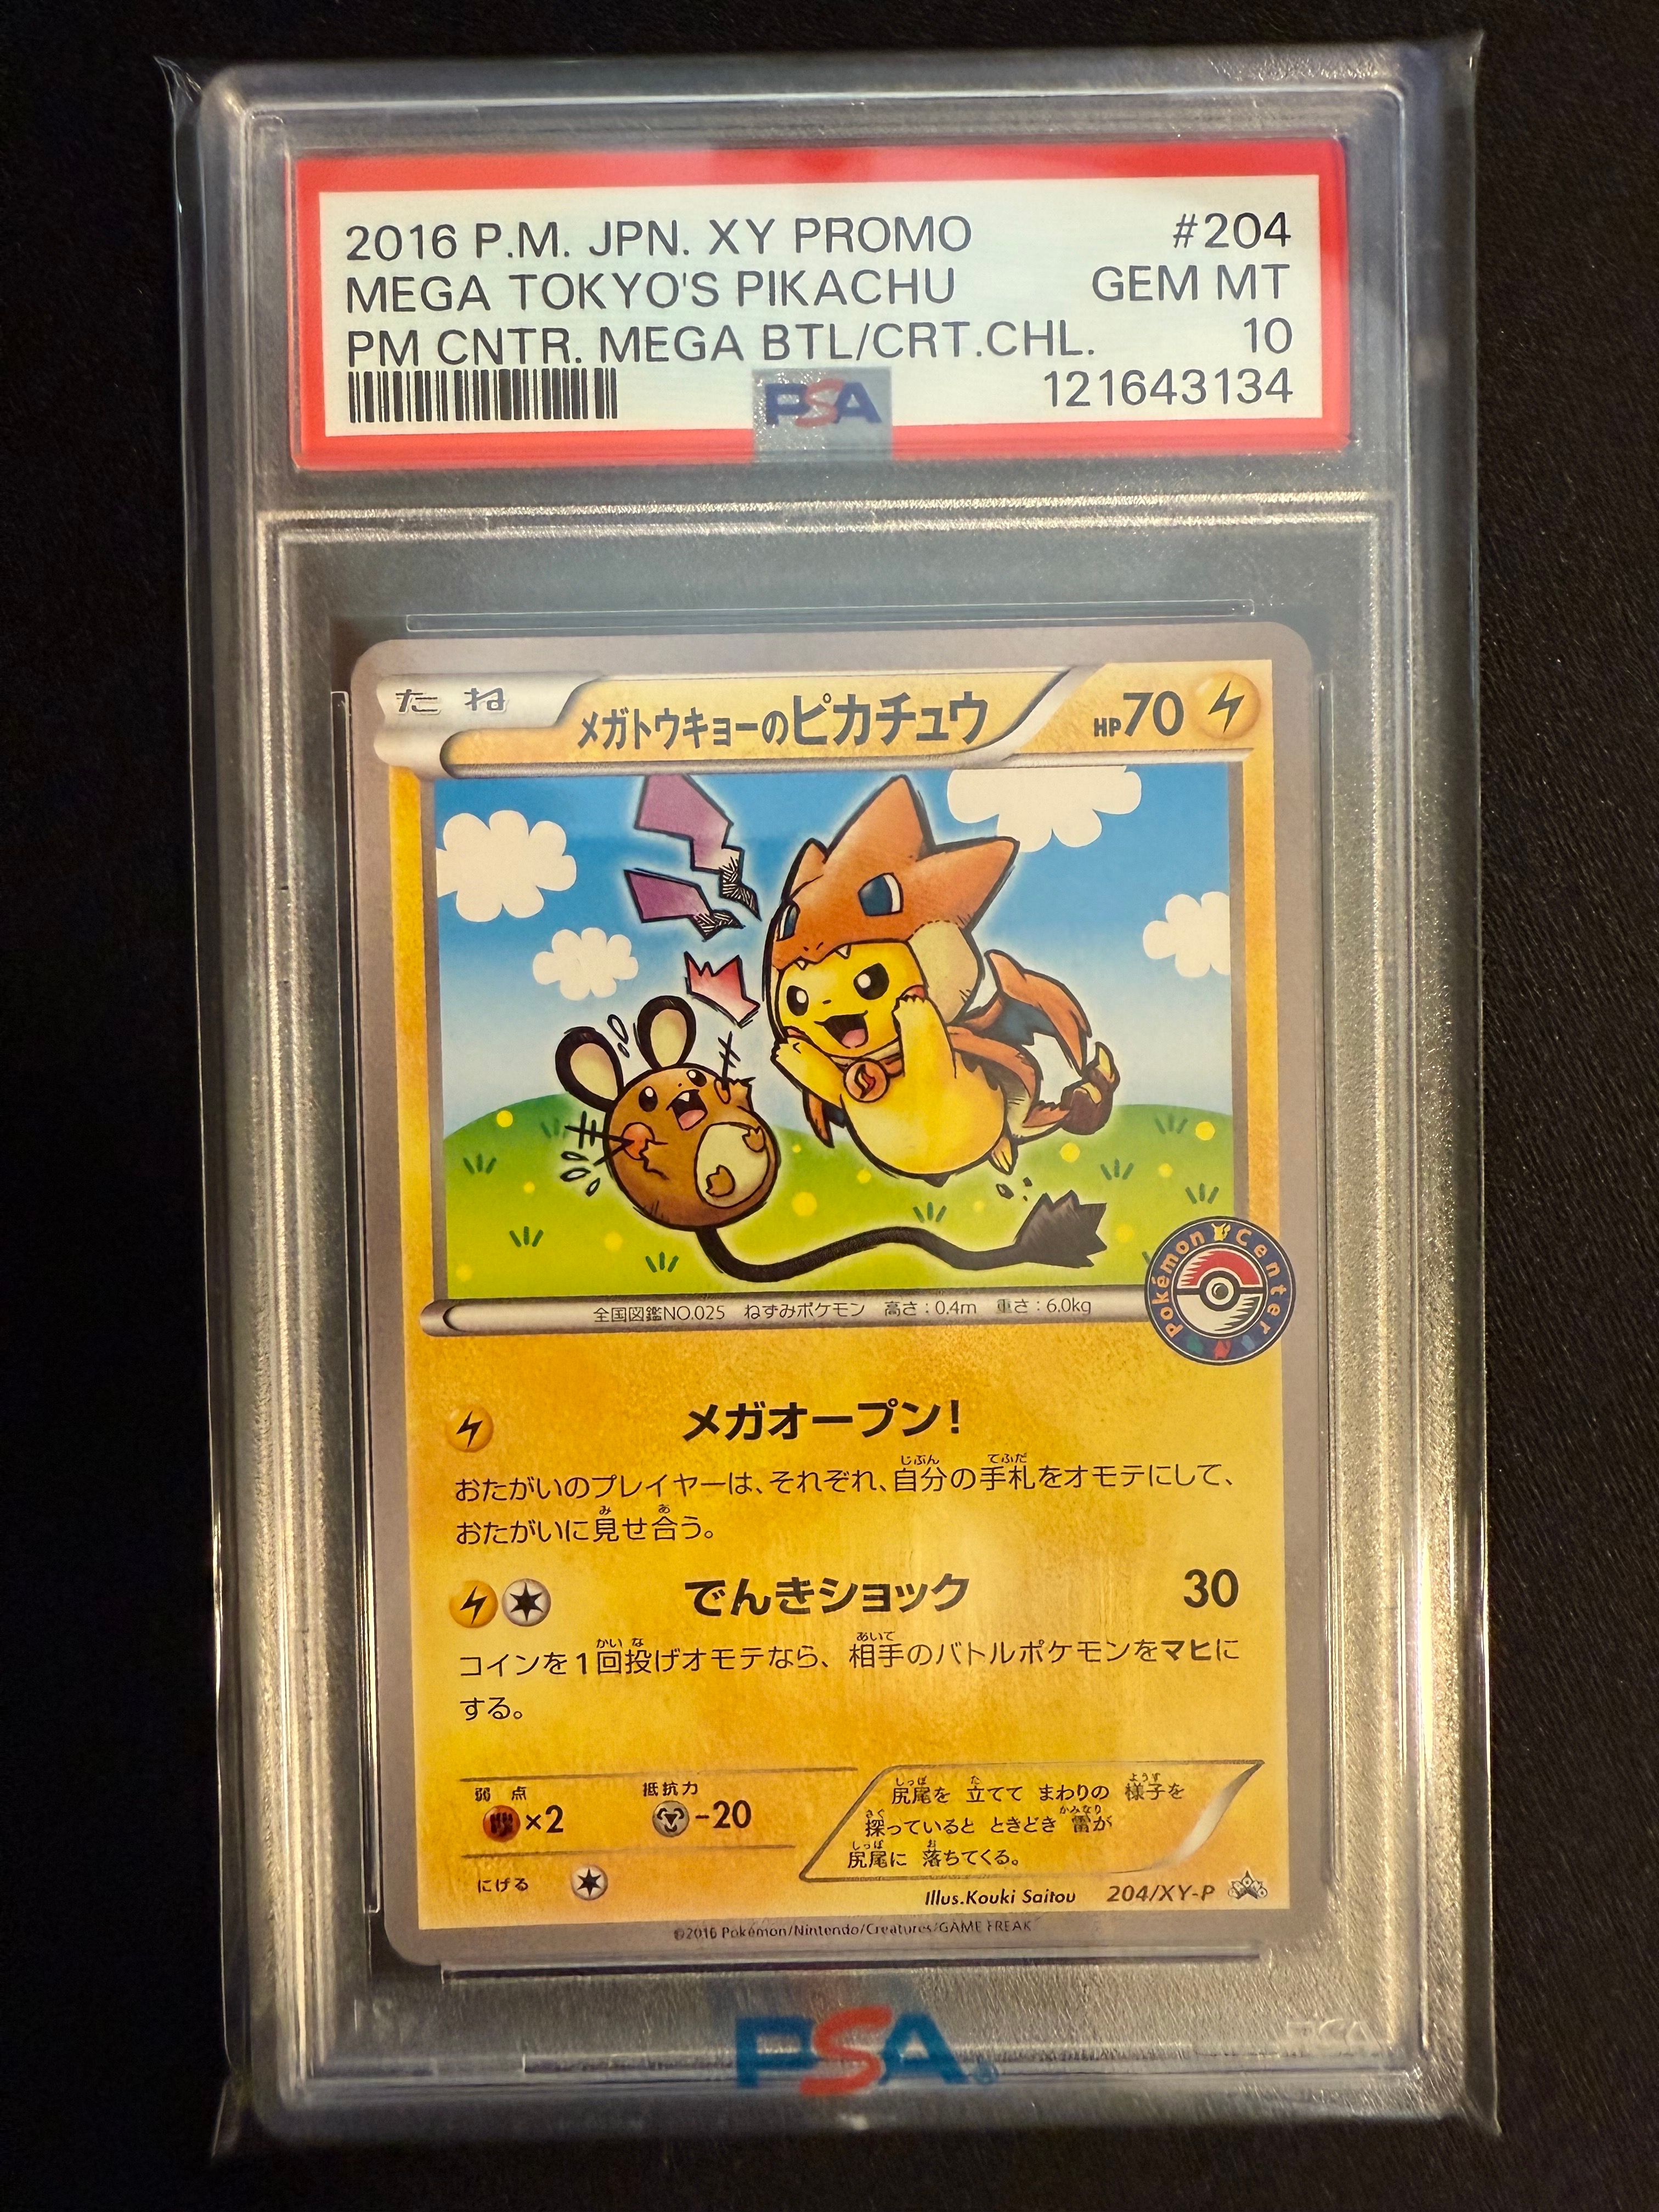 2016 P.M. JPN. XY PROMO #204
MEGA TOKYO'S PIKACHU GEM MT
PM CNTR. MEGA BTL/CRT.CHL. 10
PSA 121643134
たね メガトウキョーのピカチュウ HP70
全国図鑑NO.025 ねずみポケモン 高さ:0.4m 重さ:6.0kg
Pokémon Center
メガオープン!
おたがいのプレイヤーは、それぞれ、自分の手札をオモテにして、
おたがいに見せ合う。
でんきショック 30
コインを1回投げオモテなら、相手のバトルポケモンをマヒに
する。
弱点 抵抗力
×2 -20
にげる
尻尾を 立てて まわりの 様子を
探っていると ときどき 雷が
尻尾に 落ちてくる。
Illus.Kouki Saitou 204/XY-P
©2016 Pokémon/Nintendo/Creatures/GAME FREAK
PSA